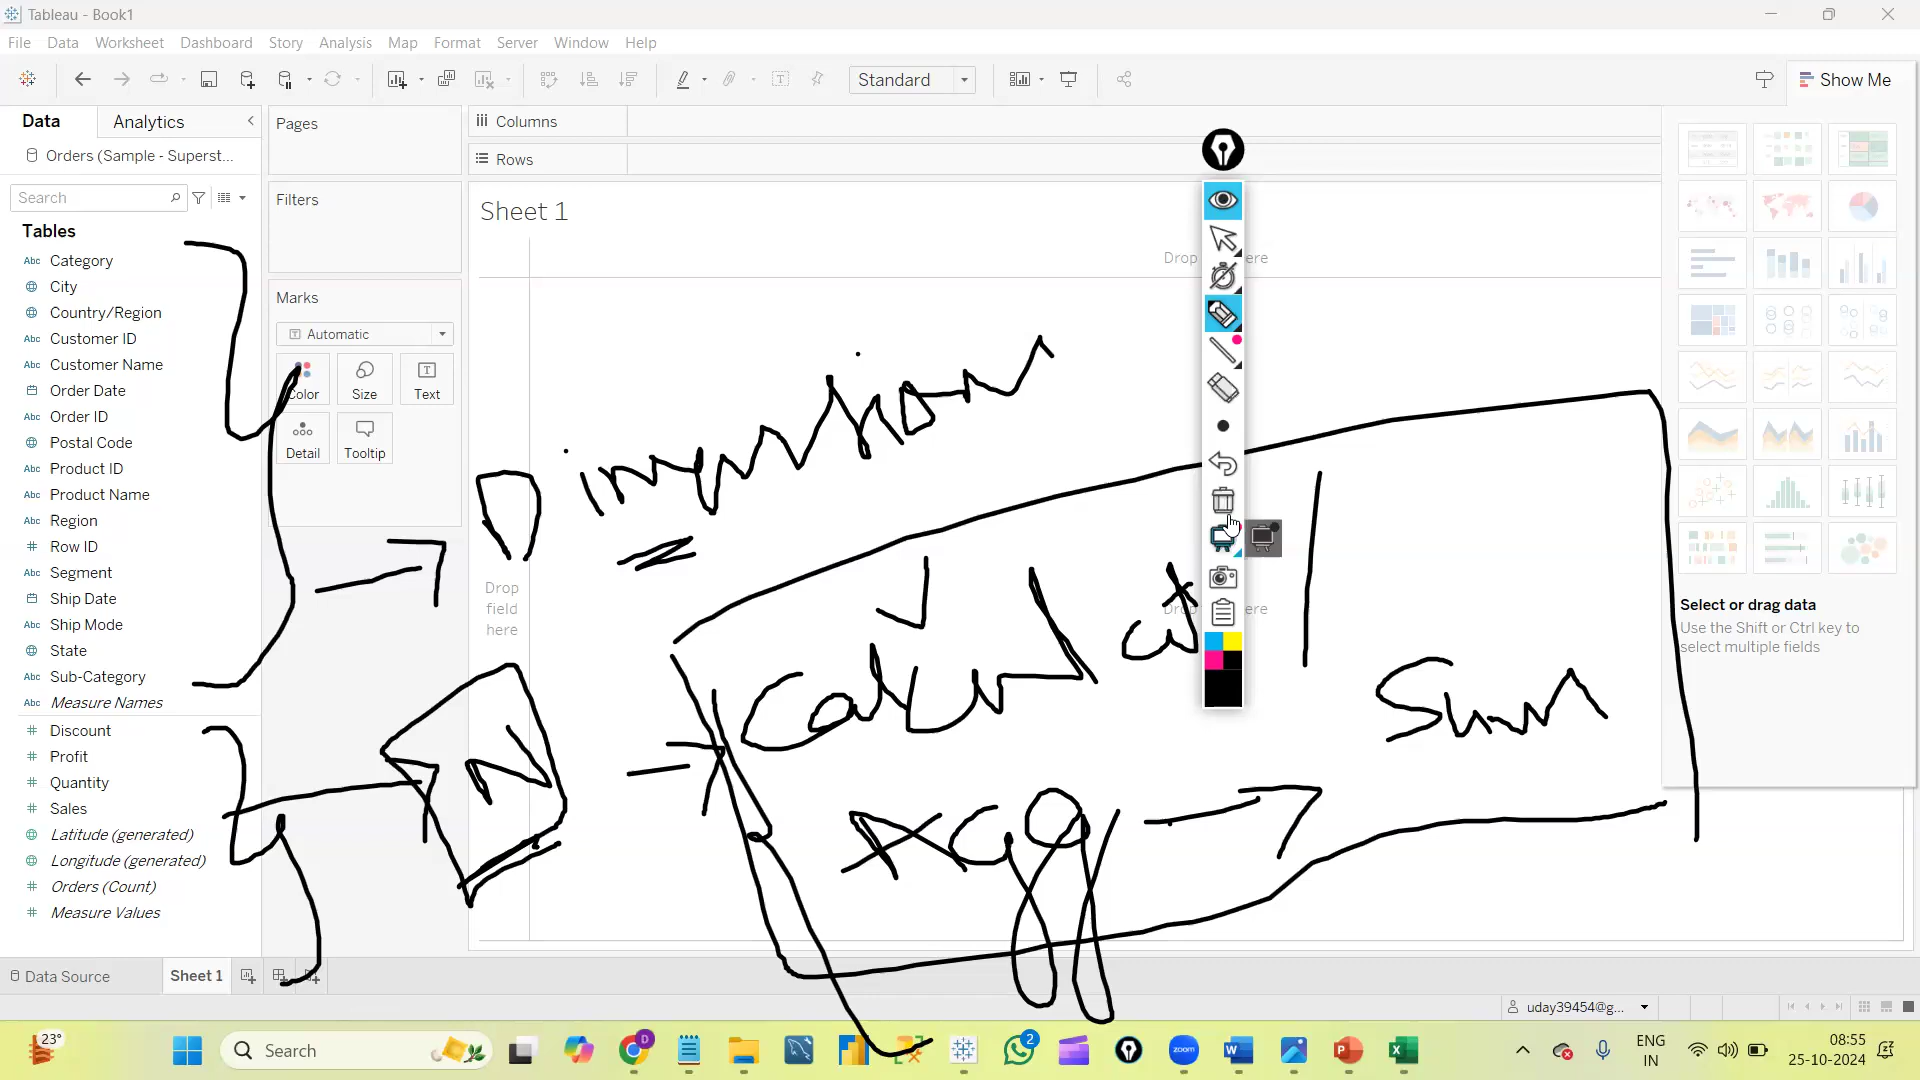 Tableau - Book1
File Data Worksheet Dashboard Story Analysis Map Format Server Window Help
Standard
Show Me
Data Analytics
Pages
Columns
Orders (Sample - Superst...
Rows
Search
Filters
Sheet 1
Tables
Category
City
Country/Region
Customer ID
Customer Name
Order Date
Order ID
Postal Code
Product ID
Product Name
Region
Row ID
Segment
Ship Date
Ship Mode
State
Sub-Category
Measure Names
Discount
Profit
Quantity
Sales
Latitude (generated)
Longitude (generated)
Orders (Count)
Measure Values
Marks
Automatic
Color Size Text
Detail Tooltip
Drop
ere
Drop
field
here
Sum
Agg
Select or drag data
Use the Shift or Ctrl key to
select multiple fields
Data Source Sheet 1
uday39454@g...
23°
Search
2
ENG
IN
08:55
25-10-2024